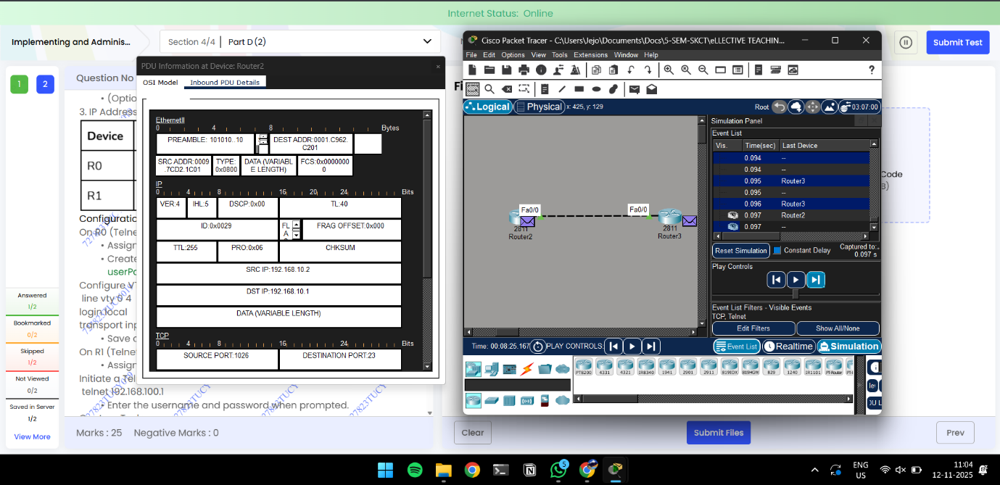 Internet Status: Online
Implementing and Adminis...
Section 4/4 | Part D (2)
Submit Test
1
2
Answered
1/2
Bookmarked
0/2
Skipped
1/2
Not Viewed
0/2
Saved in Server
1/2
View More
Question No
• (Optio
3. IP Address
Device
R0
R1
Configuratio
On R0 (Telne
• Assign
• Create
userPa
Configure VT
line vty 0 4
login local
transport inp
• Save c
On R1 (Telne
• Assign
Initiate a Tel
telnet 192.168.100.1
• Enter the username and password when prompted.
Marks : 25 Negative Marks : 0
Clear
Submit Files
Prev
Code
PDU Information at Device: Router2
OSI Model Inbound PDU Details
EthernetII
0 4 8 Bytes
PREAMBLE: 101010..10
DEST ADDR:0001.C962.
C201
SRC ADDR:0009
.7CD2.1C01
TYPE:
0x0800
DATA (VARIABL
E LENGTH)
FCS:0x0000000
0
IP
0 4 8 16 20 24 Bits
VER:4 IHL:5 DSCP:0x00 TL:40
ID:0x0029 FL
A FRAG OFFSET:0x000
TTL:255 PRO:0x06 CHKSUM
SRC IP:192.168.10.2
DST IP:192.168.10.1
DATA (VARIABLE LENGTH)
TCP
0 4 8 16 24 Bits
SOURCE PORT:1026 DESTINATION PORT:23
Cisco Packet Tracer - C:\Users\Jejo\Documents\Docs\5-SEM-SKCT\eLLECTIVE TEACHIN...
File Edit Options View Tools Extensions Window Help
Logical Physical x: 425, y: 129
Root
03:07:00
Fa0/0
Fa0/0
2811
Router2
2811
Router3
Simulation Panel
Event List
Vis. Time(sec) Last Device
0.094 --
0.094 --
0.095 Router3
0.095 --
0.096 Router3
0.097 Router2
0.097 --
Reset Simulation Constant Delay Captured to:
0.097 s
Play Controls
Event List Filters - Visible Events
TCP, Telnet
Edit Filters Show All/None
Time: 00:08:25.167 PLAY CONTROLS:
Event List Realtime Simulation
PT8200 4331 4321 IR8340 1941 2901 2911 819IOX 819HGW 829 1240 IR1101 PT-Router
5
ENG
US
11:04
12-11-2025